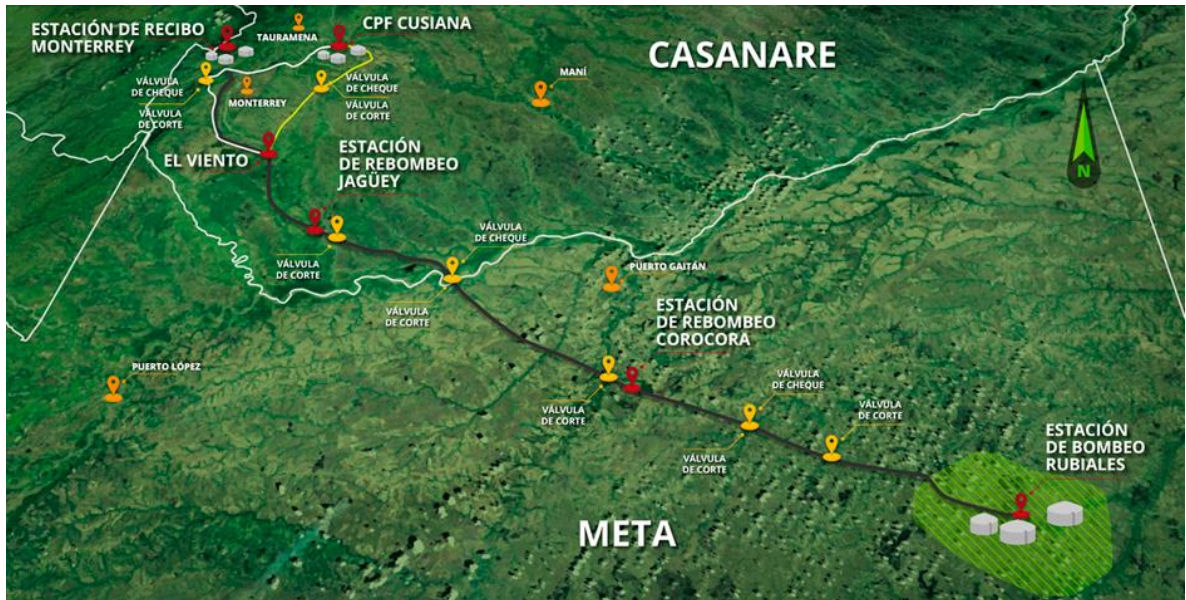 ESTACIÓN DE RECIBO
MONTERREY
TAURAMENA
CPF CUSIANA
CASANARE
VÁLVULA
DE CHEQUE
VÁLVULA
DE CORTE
MONTERREY
VÁLVULA
DE CHEQUE
VÁLVULA
DE CORTE
MANÍ
N
EL VIENTO
ESTACIÓN
DE REBOMBEO
JAGÜEY
VÁLVULA
DE CORTE
VÁLVULA
DE CHEQUE
VÁLVULA
DE CORTE
PUERTO GAITÁN
ESTACIÓN
DE REBOMBEO
COROCORA
PUERTO LÓPEZ
VÁLVULA
DE CORTE
VÁLVULA
DE CHEQUE
VÁLVULA
DE CORTE
VÁLVULA
DE CORTE
ESTACIÓN
DE BOMBEO
RUBIALES
META